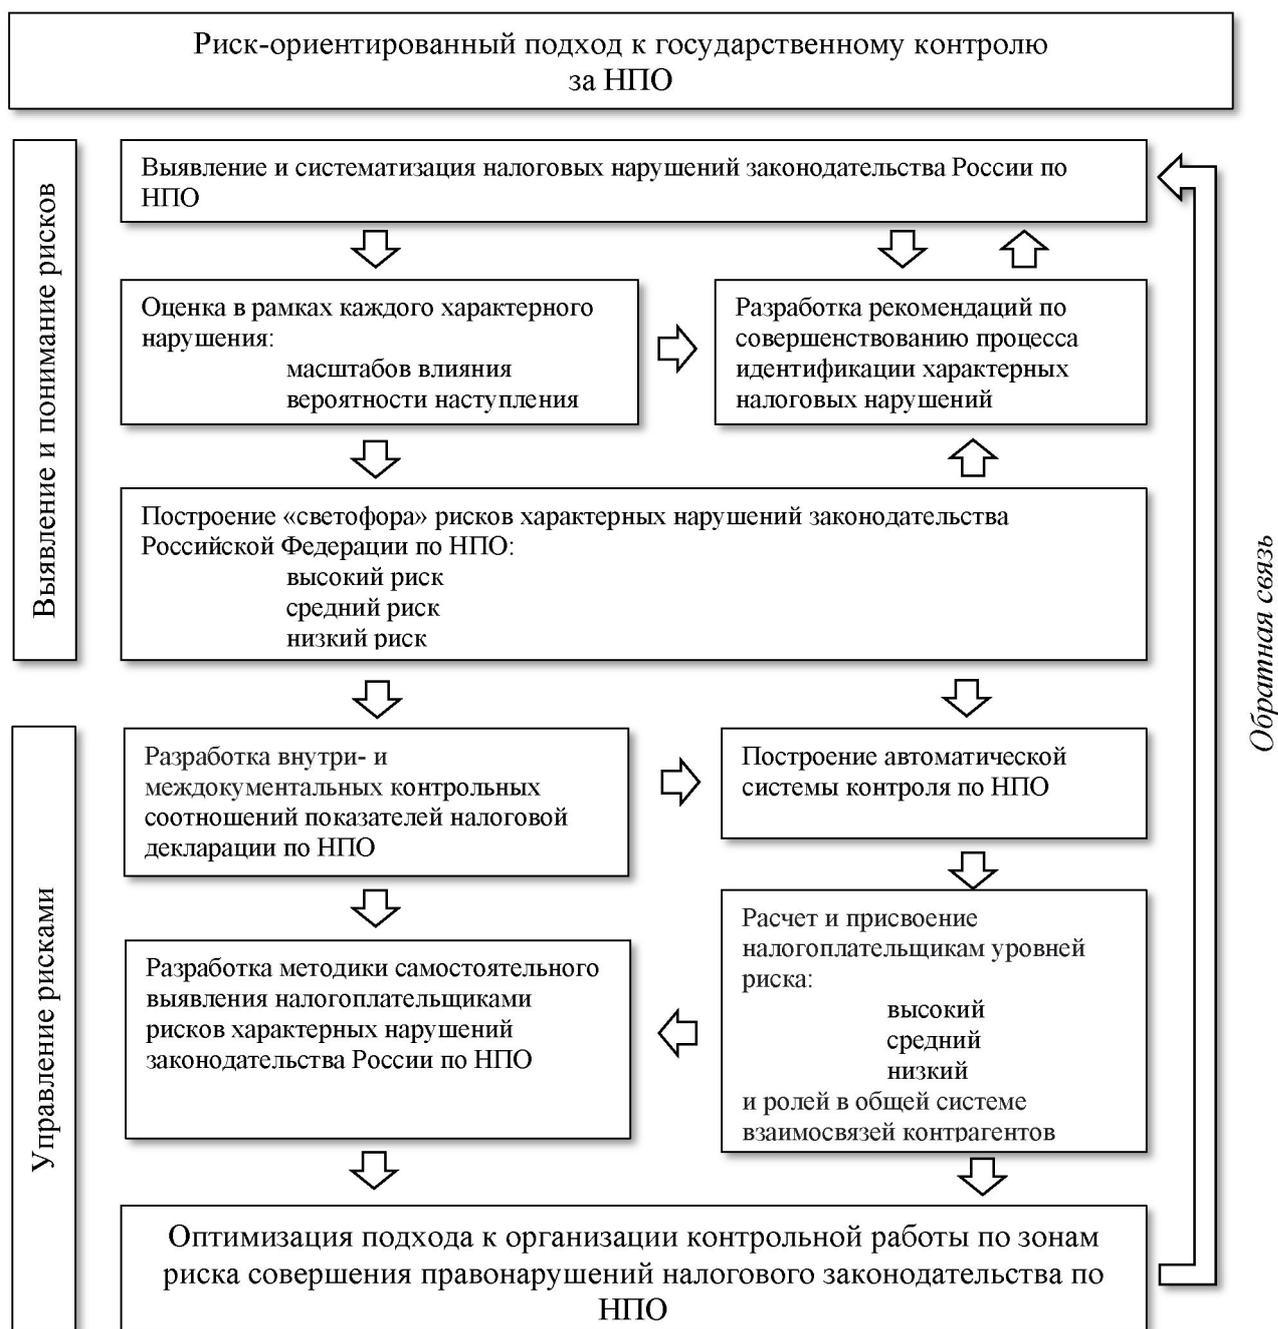 Риск-ориентированный подход к государственному контролю
за НПО
Выявление и понимание рисков
Выявление и систематизация налоговых нарушений законодательства России по
НПО
Оценка в рамках каждого характерного
нарушения:
масштабов влияния
вероятности наступления
Разработка рекомендаций по
совершенствованию процесса
идентификации характерных
налоговых нарушений
Построение «светофора» рисков характерных нарушений законодательства
Российской Федерации по НПО:
высокий риск
средний риск
низкий риск
Обратная связь
Управление рисками
Разработка внутри- и
междокументальных контрольных
соотношений показателей налоговой
декларации по НПО
Построение автоматической
системы контроля по НПО
Разработка методики самостоятельного
выявления налогоплательщиками
рисков характерных нарушений
законодательства России по НПО
Расчет и присвоение
налогоплательщикам уровней
риска:
высокий
средний
низкий
и ролей в общей системе
взаимосвязей контрагентов
Оптимизация подхода к организации контрольной работы по зонам
риска совершения правонарушений налогового законодательства по
НПО